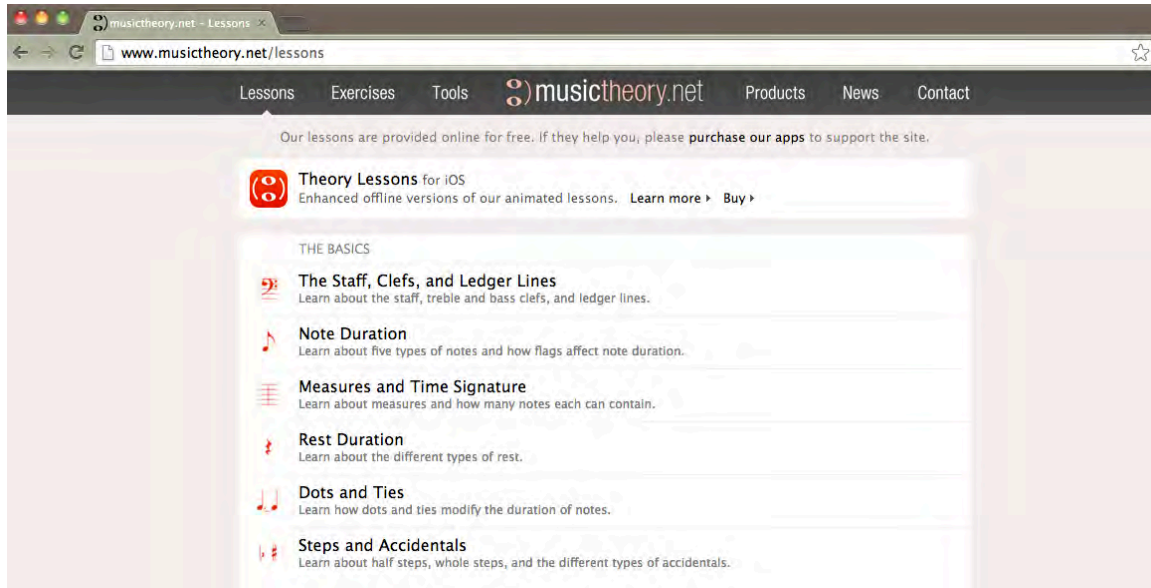 musictheory.net - Lessons
www.musictheory.net/lessons
Lessons Exercises Tools musictheory.net Products News Contact
Our lessons are provided online for free. If they help you, please purchase our apps to support the site.
Theory Lessons for iOS
Enhanced offline versions of our animated lessons. Learn more Buy
THE BASICS
The Staff, Clefs, and Ledger Lines
Learn about the staff, treble and bass clefs, and ledger lines.
Note Duration
Learn about five types of notes and how flags affect note duration.
Measures and Time Signature
Learn about measures and how many notes each can contain.
Rest Duration
Learn about the different types of rest.
Dots and Ties
Learn how dots and ties modify the duration of notes.
Steps and Accidentals
Learn about half steps, whole steps, and the different types of accidentals.